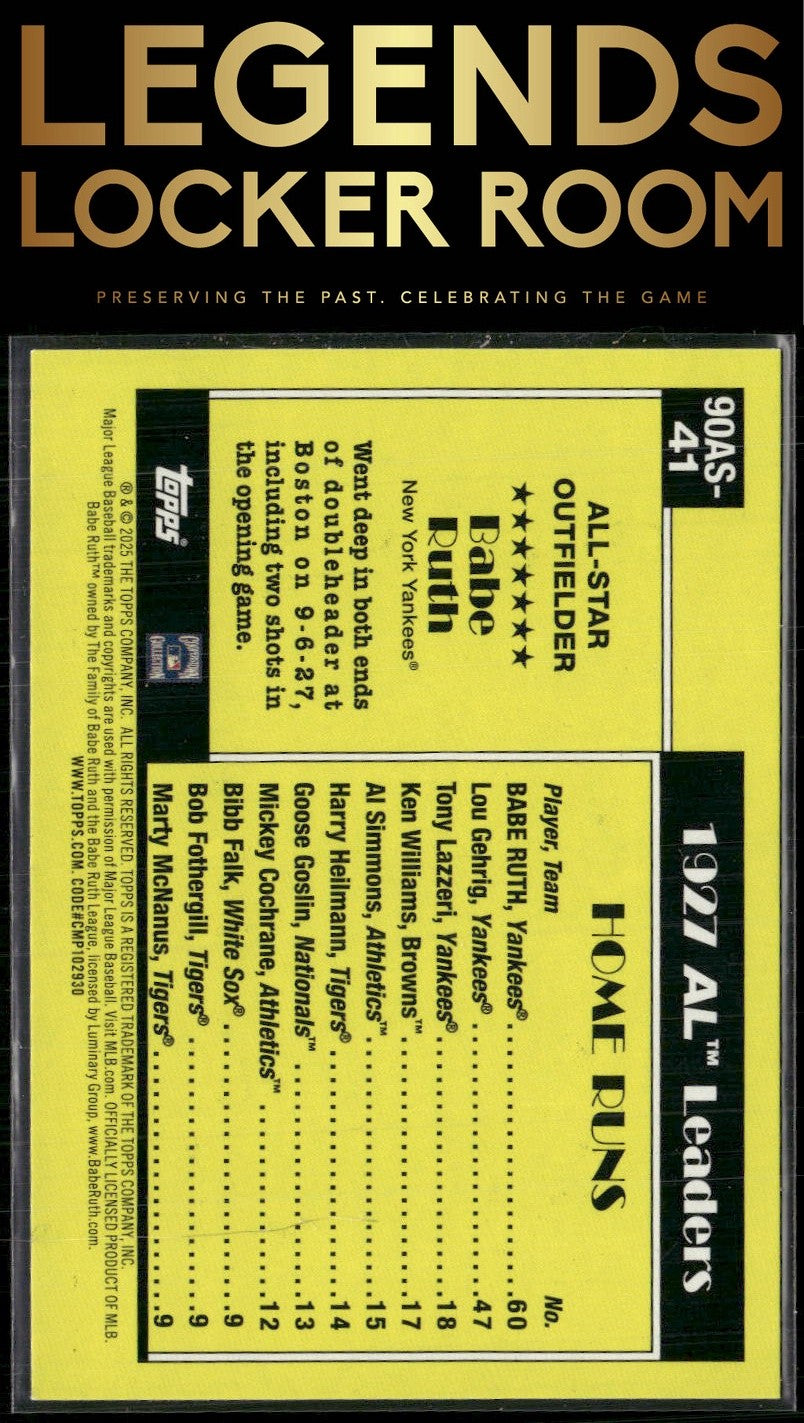 LEGENDS
LOCKER ROOM
PRESERVING THE PAST. CELEBRATING THE GAME
90AS-
41
ALL-STAR
OUTFIELDER
★★★★★★★
Babe
Ruth
New York Yankees®
Went deep in both ends
of doubleheader at
Boston on 9-6-27,
including two shots in
the opening game.
topps®
COOPERSTOWN
COLLECTION
1927 AL™ Leaders
HOME RUNS
Player, Team No.
BABE RUTH, Yankees® 60
Lou Gehrig, Yankees® 47
Tony Lazzeri, Yankees® 18
Ken Williams, Browns™ 17
Al Simmons, Athletics™ 15
Harry Heilmann, Tigers® 14
Goose Goslin, Nationals™ 13
Mickey Cochrane, Athletics™ 12
Bibb Falk, White Sox® 9
Bob Fothergill, Tigers® 9
Marty McNanus, Tigers® 9
® & © 2025 THE TOPPS COMPANY, INC. ALL RIGHTS RESERVED. TOPPS IS A REGISTERED TRADEMARK OF THE TOPPS COMPANY, INC.
Major League Baseball trademarks and copyrights are used with permission of Major League Baseball. Visit MLB.com. OFFICIALLY LICENSED PRODUCT OF MLB.
Babe Ruth™ owned by The Family of Babe Ruth and the Babe Ruth League, licensed by Luminary Group, www.BabeRuth.com.
WWW.TOPPS.COM. CODE#CMP102930